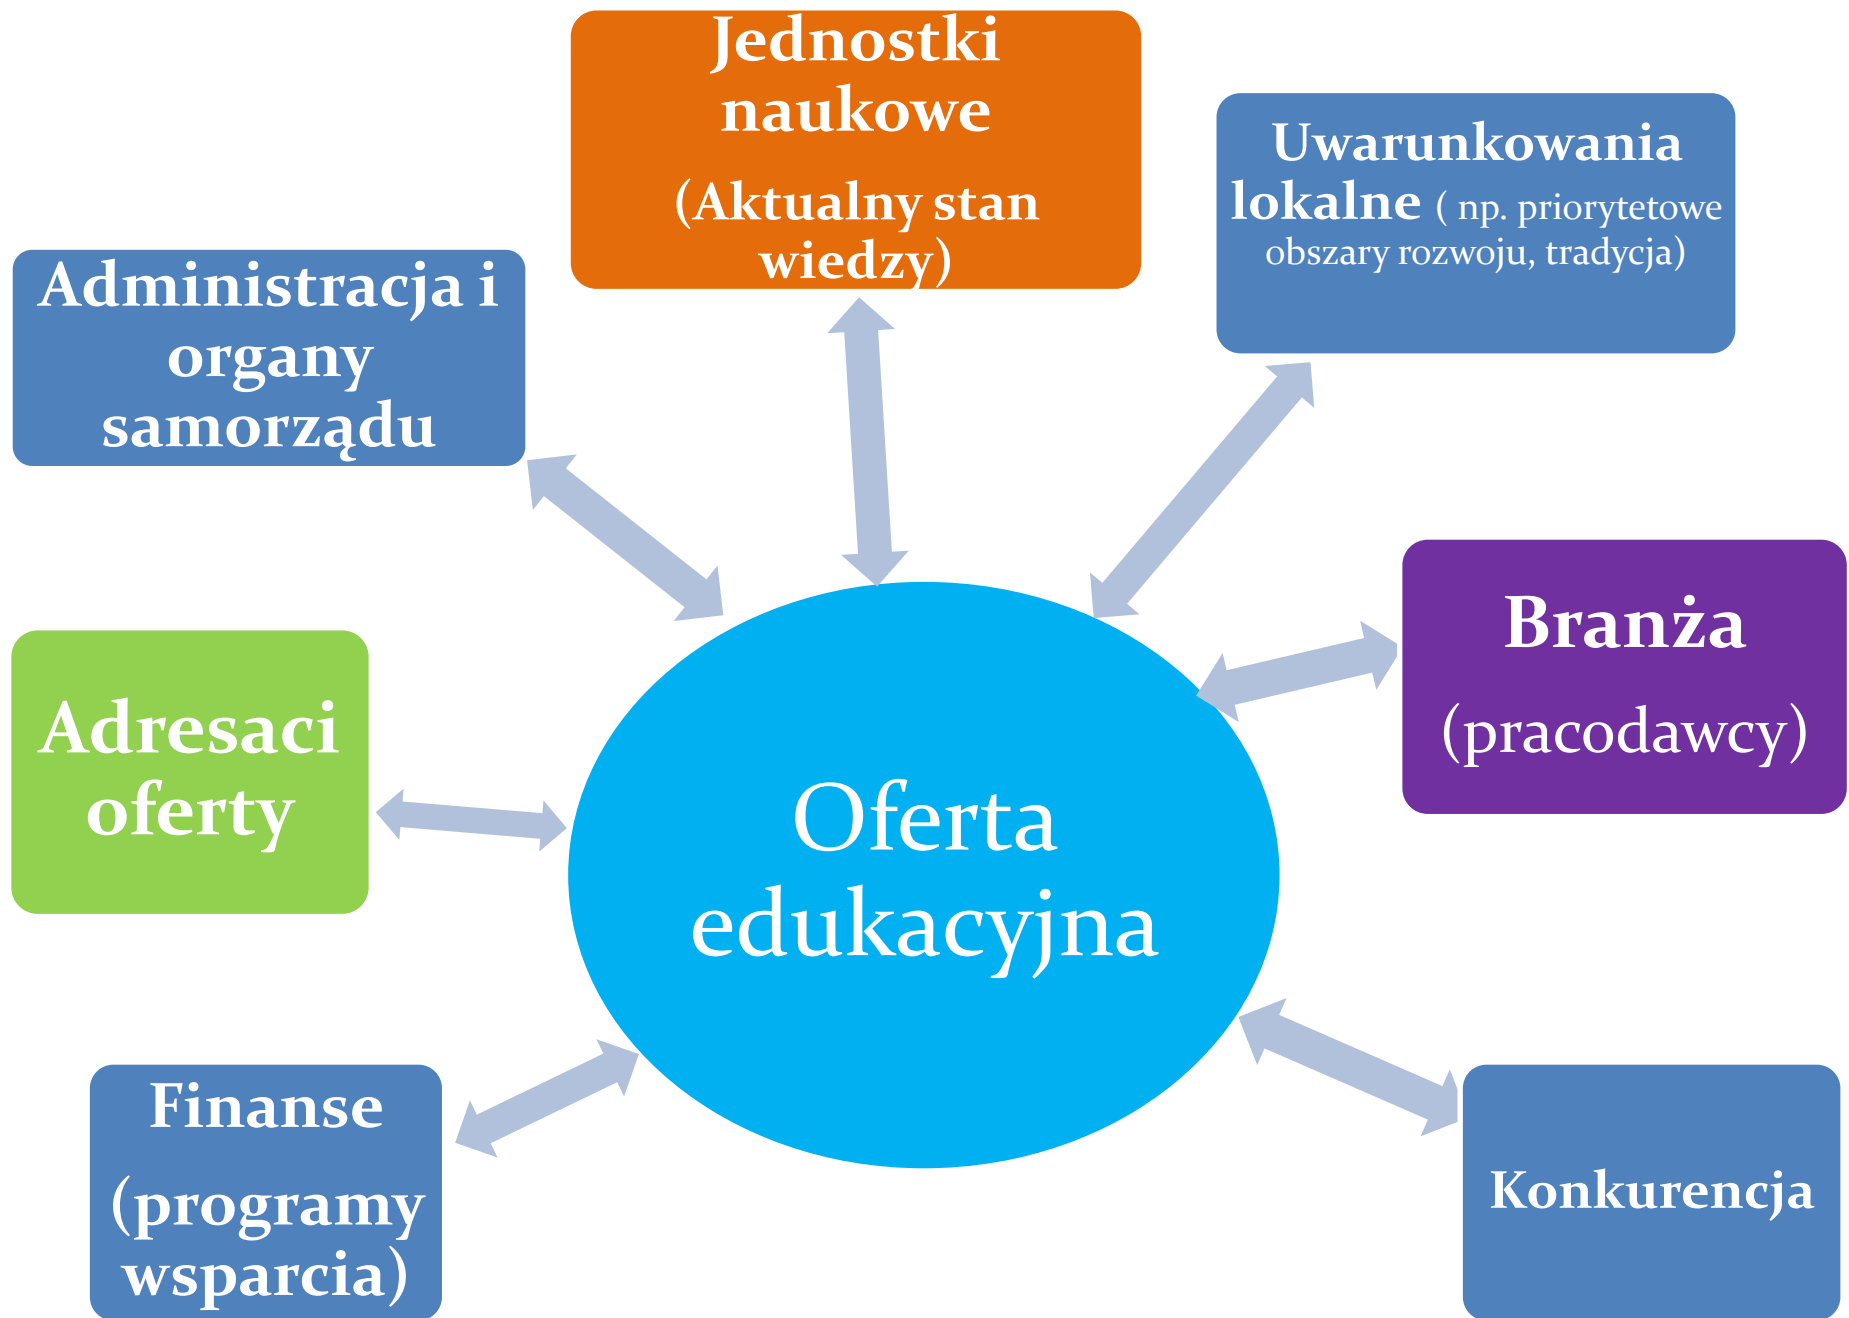 Jednostki
naukowe
(Aktualny stan
wiedzy)
Uwarunkowania
lokalne ( np. priorytetowe
obszary rozwoju, tradycja)
Administracja i
organy
samorządu
Branża
(pracodawcy)
Adresaci
oferty
Oferta
edukacyjna
Finanse
(programy
wsparcia)
Konkurencja